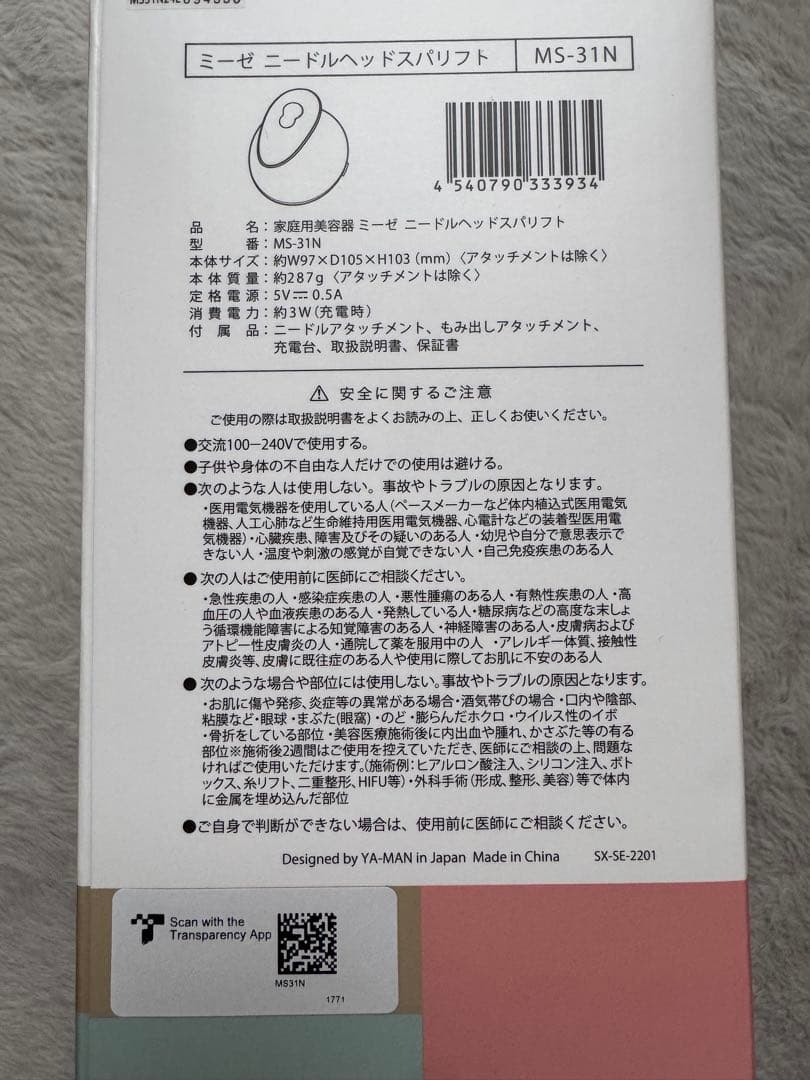 ミーゼ ニードルヘッドスパリフト MS-31N
4 540790 333934
品名：家庭用美容器 ミーゼ ニードルヘッドスパリフト
型番：MS-31N
本体サイズ：約W97×D105×H103（mm）〈アタッチメントは除く〉
本体質量：約287g〈アタッチメントは除く〉
定格電源：5V⎓0.5A
消費電力：約3W（充電時）
付属品：ニードルアタッチメント、もみ出しアタッチメント、
充電台、取扱説明書、保証書
⚠ 安全に関するご注意
ご使用の際は取扱説明書をよくお読みの上、正しくお使いください。
●交流100−240Vで使用する。
●子供や身体の不自由な人だけでの使用は避ける。
●次のような人は使用しない。事故やトラブルの原因となります。
・医用電気機器を使用している人（ペースメーカーなど体内植込式医用電気
機器、人工心肺など生命維持用医用電気機器、心電計などの装着型医用電
気機器）・心臓疾患、障害及びその疑いのある人・幼児や自分で意思表示で
きない人・温度や刺激の感覚が自覚できない人・自己免疫疾患のある人
●次の人はご使用前に医師にご相談ください。
・急性疾患の人・感染症疾患の人・悪性腫瘍のある人・有熱性疾患の人・高
血圧の人や血液疾患のある人・発熱している人・糖尿病などの高度な末しょ
う循環機能障害による知覚障害のある人・神経障害のある人・皮膚病および
アトピー性皮膚炎の人・通院して薬を服用中の人・アレルギー体質、接触性
皮膚炎等、皮膚に既往症のある人や使用に際してお肌に不安のある人
●次のような場合や部位には使用しない。事故やトラブルの原因となります。
・お肌に傷や発疹、炎症等の異常がある場合・酒気帯びの場合・口内や陰部、
粘膜など・眼球・まぶた(眼窩)・のど・膨らんだホクロ・ウイルス性のイボ
・骨折をしている部位・美容医療施術後に内出血や腫れ、かさぶた等の有る
部位※施術後2週間はご使用を控えていただき、医師にご相談の上、問題な
ければご使用いただけます。（施術例：ヒアルロン酸注入、シリコン注入、ボト
ックス、糸リフト、二重整形、HIFU等）・外科手術（形成、整形、美容）等で体内
に金属を埋め込んだ部位
●ご自身で判断ができない場合は、使用前に医師にご相談ください。
Designed by YA-MAN in Japan Made in China SX-SE-2201
Scan with the
Transparency App
MS31N
1771